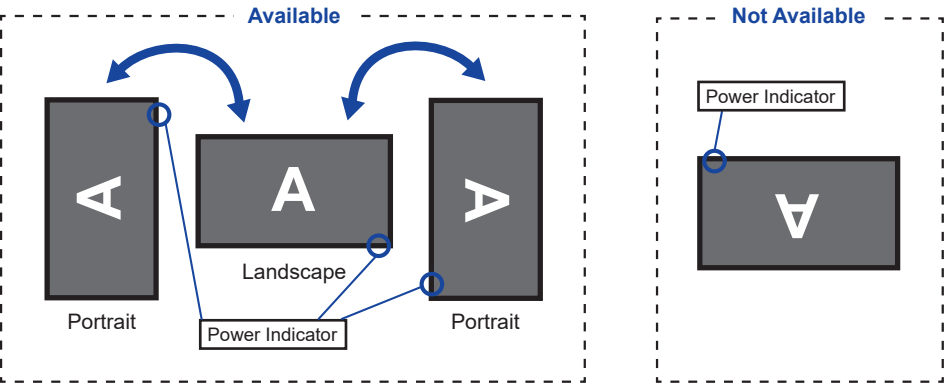 Available
Not Available
Power Indicator
A
A
A
A
Landscape
Portrait
Portrait
Power Indicator